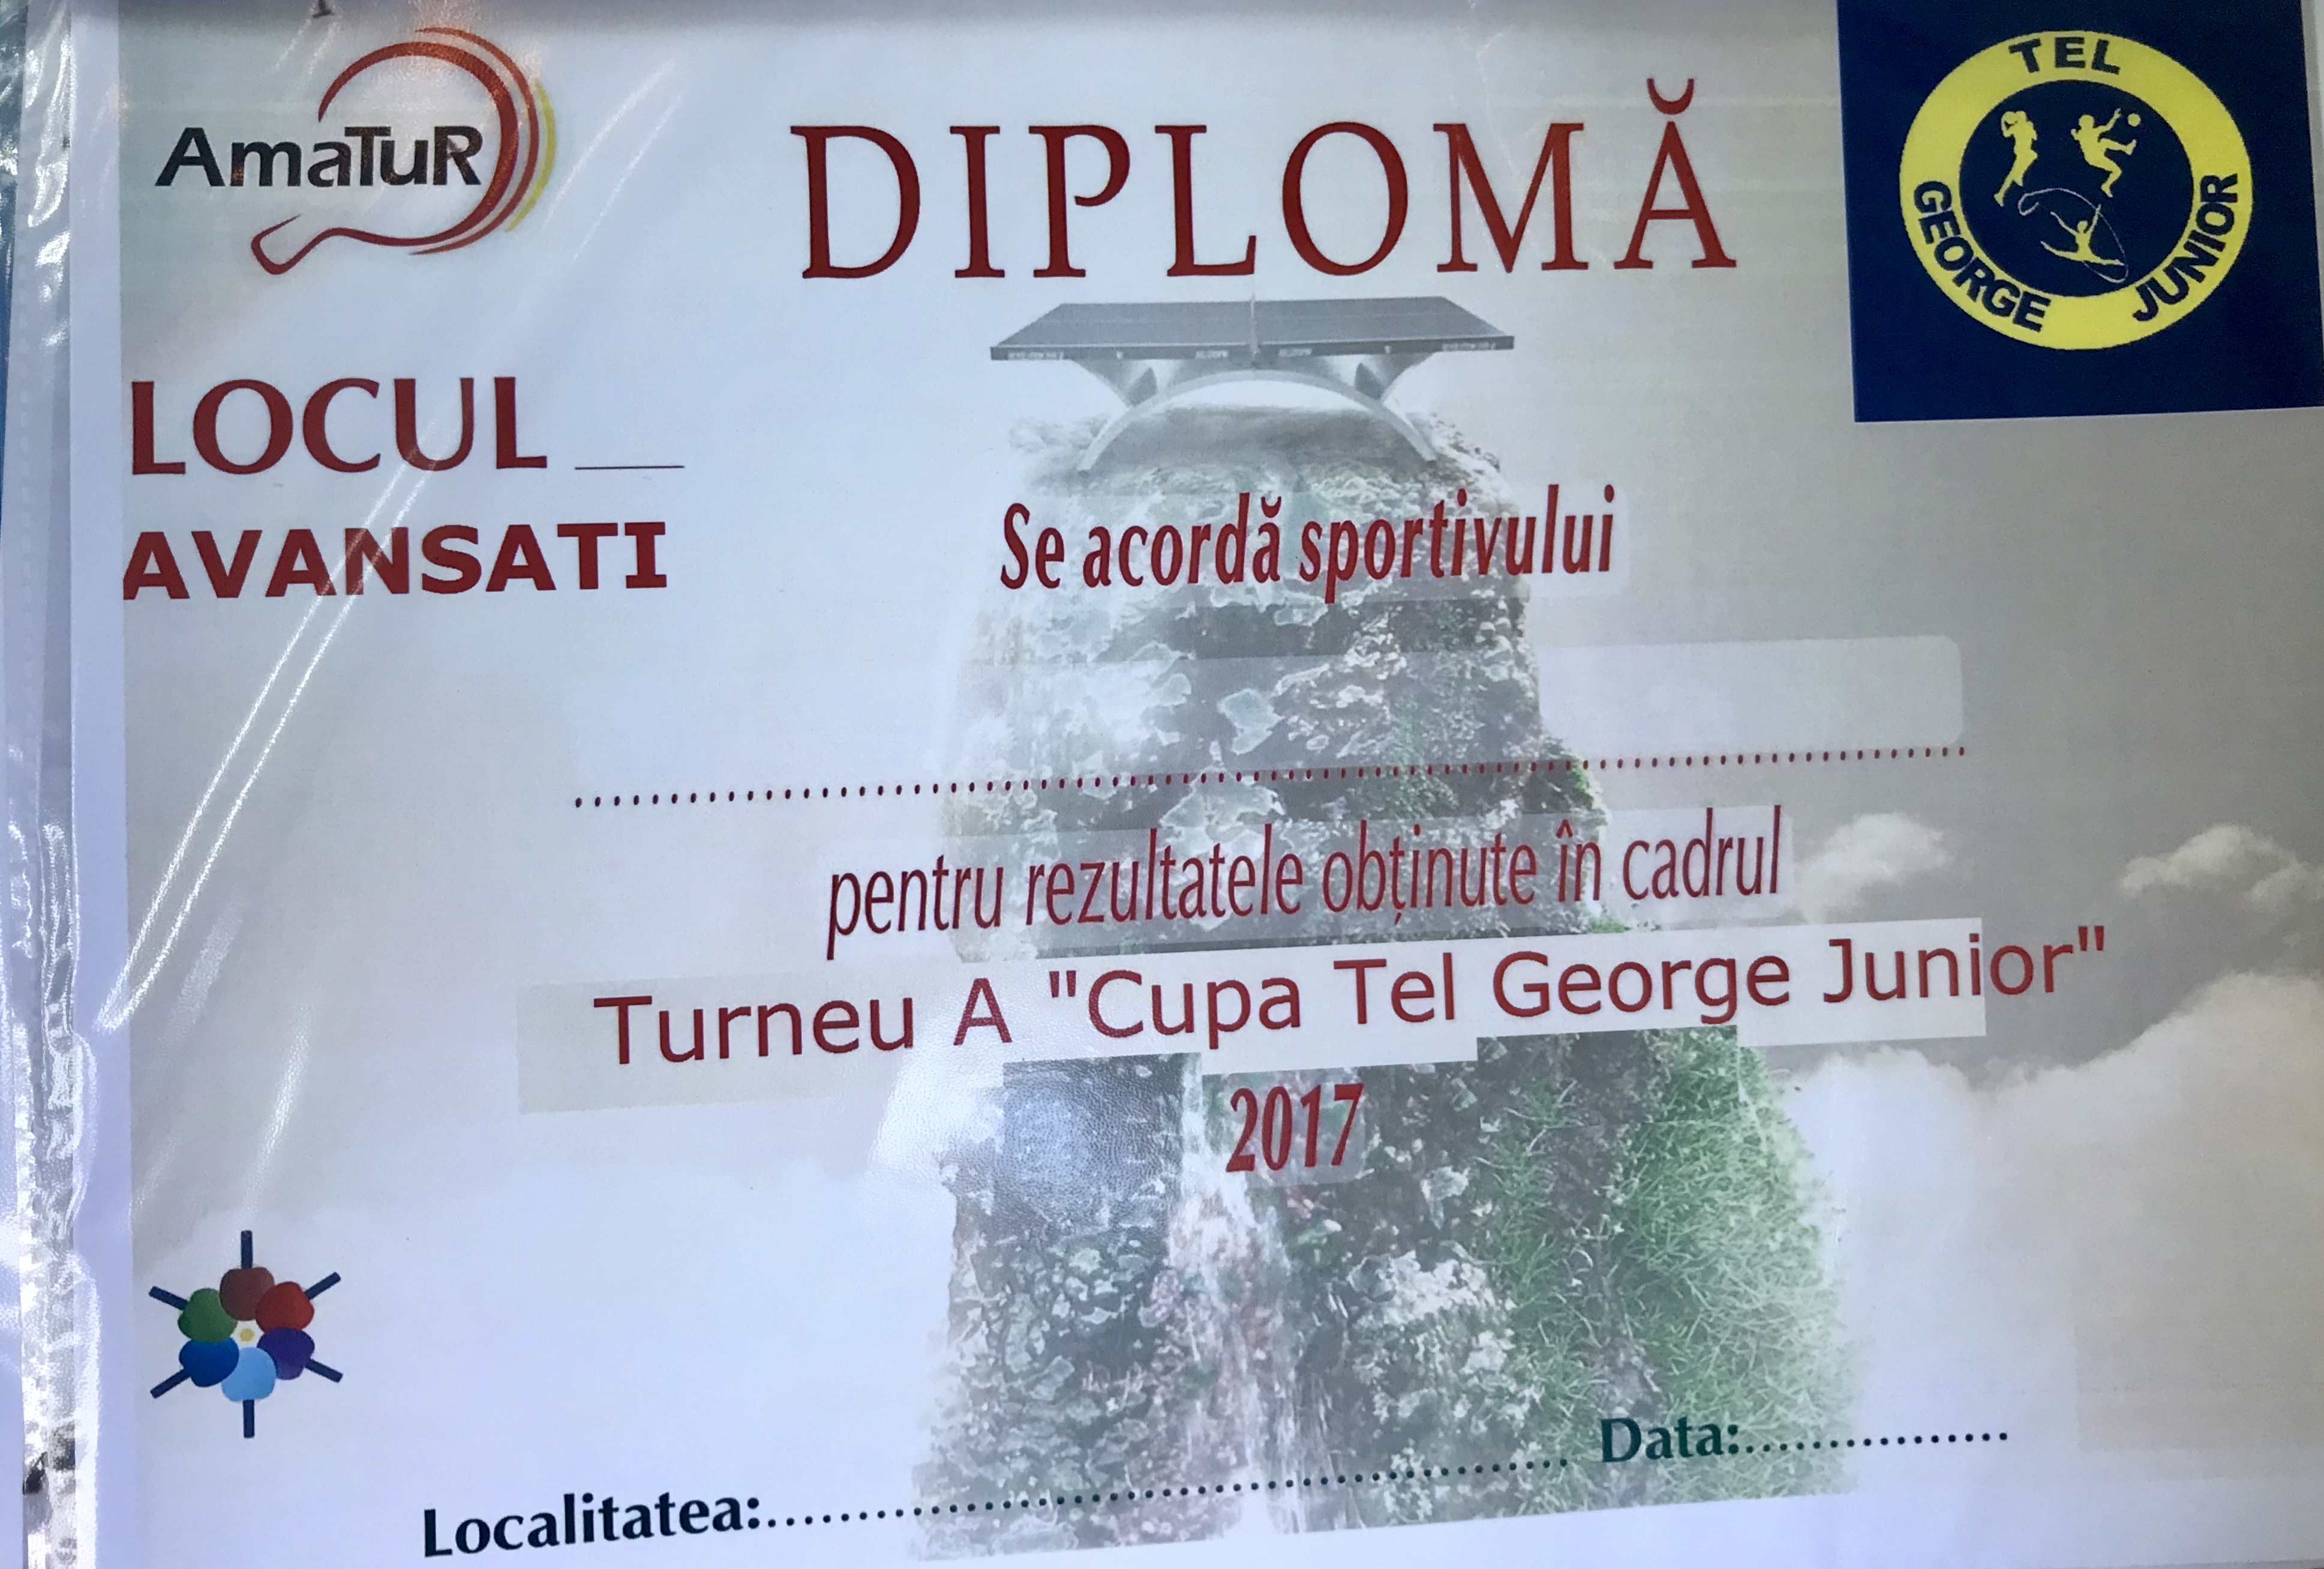 AmaTuR
DIPLOMĂ
TEL
GEORGE JUNIOR
LOCUL __
AVANSATI
Se acordă sportivului
pentru rezultatele obținute în cadrul
Turneu A "Cupa Tel George Junior"
2017
Localitatea:..................................................... Data:................